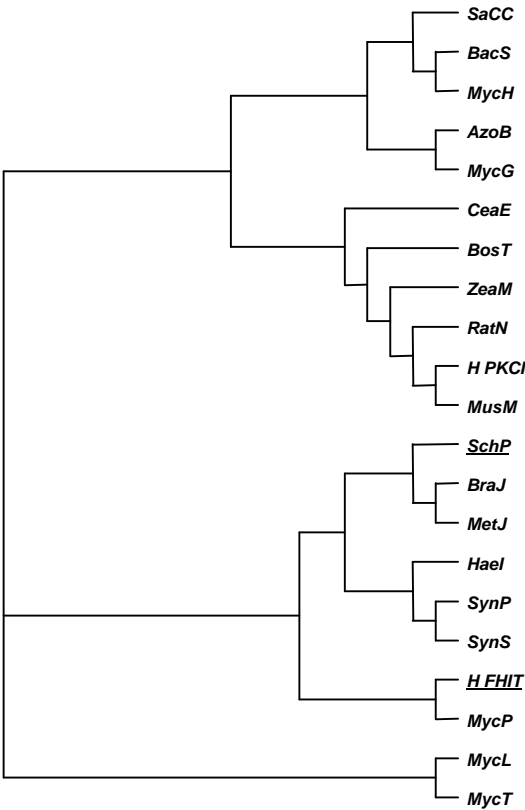 SaCC
BacS
MycH
AzoB
MycG
CeaE
BosT
ZeaM
RatN
H PKCI
MusM
SchP
BraJ
MetJ
HaeI
SynP
SynS
H FHIT
MycP
MycL
MycT